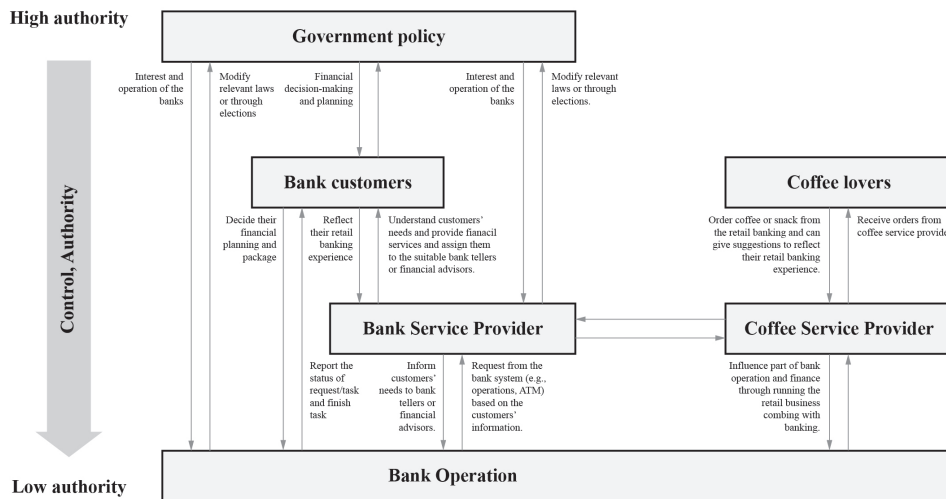 High authority
Government policy
Interest and
operation of the
banks
Modify
relevant laws
or through
elections
Financial
decision-making
and planning
Interest and
operation of the
banks
Modify relevant
laws or through
elections.
Control, Authority
Bank customers
Coffee lovers
Decide their
financial
planning and
package
Reflect
their retail
banking
experience
Understand customers’
needs and provide fianacil
services and assign them
to the suitable bank tellers
or financial advisors.
Order coffee or snack from
the retail banking and can
give suggestions to reflect
their retail banking
experience.
Receive orders from
coffee service provide
Bank Service Provider
Coffee Service Provider
Report the
status of
request/task
and finish
task
Inform
customers’
needs to bank
tellers or
financial
advisors.
Request from the
bank system (e.g.,
operations, ATM)
based on the
customers’
information.
Influence part of bank
operation and finance
through running the
retail business
combing with
banking.
Bank Operation
Low authority